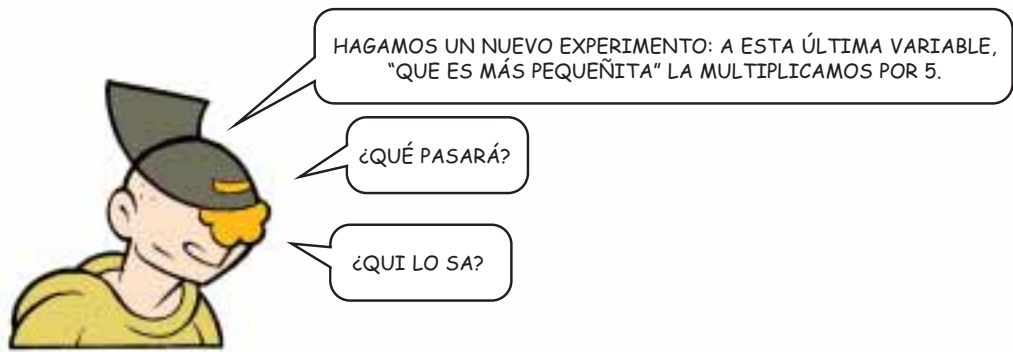 HAGAMOS UN NUEVO EXPERIMENTO: A ESTA ÚLTIMA VARIABLE,
“QUE ES MÁS PEQUEÑITA” LA MULTIPLICAMOS POR 5.
¿QUÉ PASARÁ?
¿QUI LO SA?